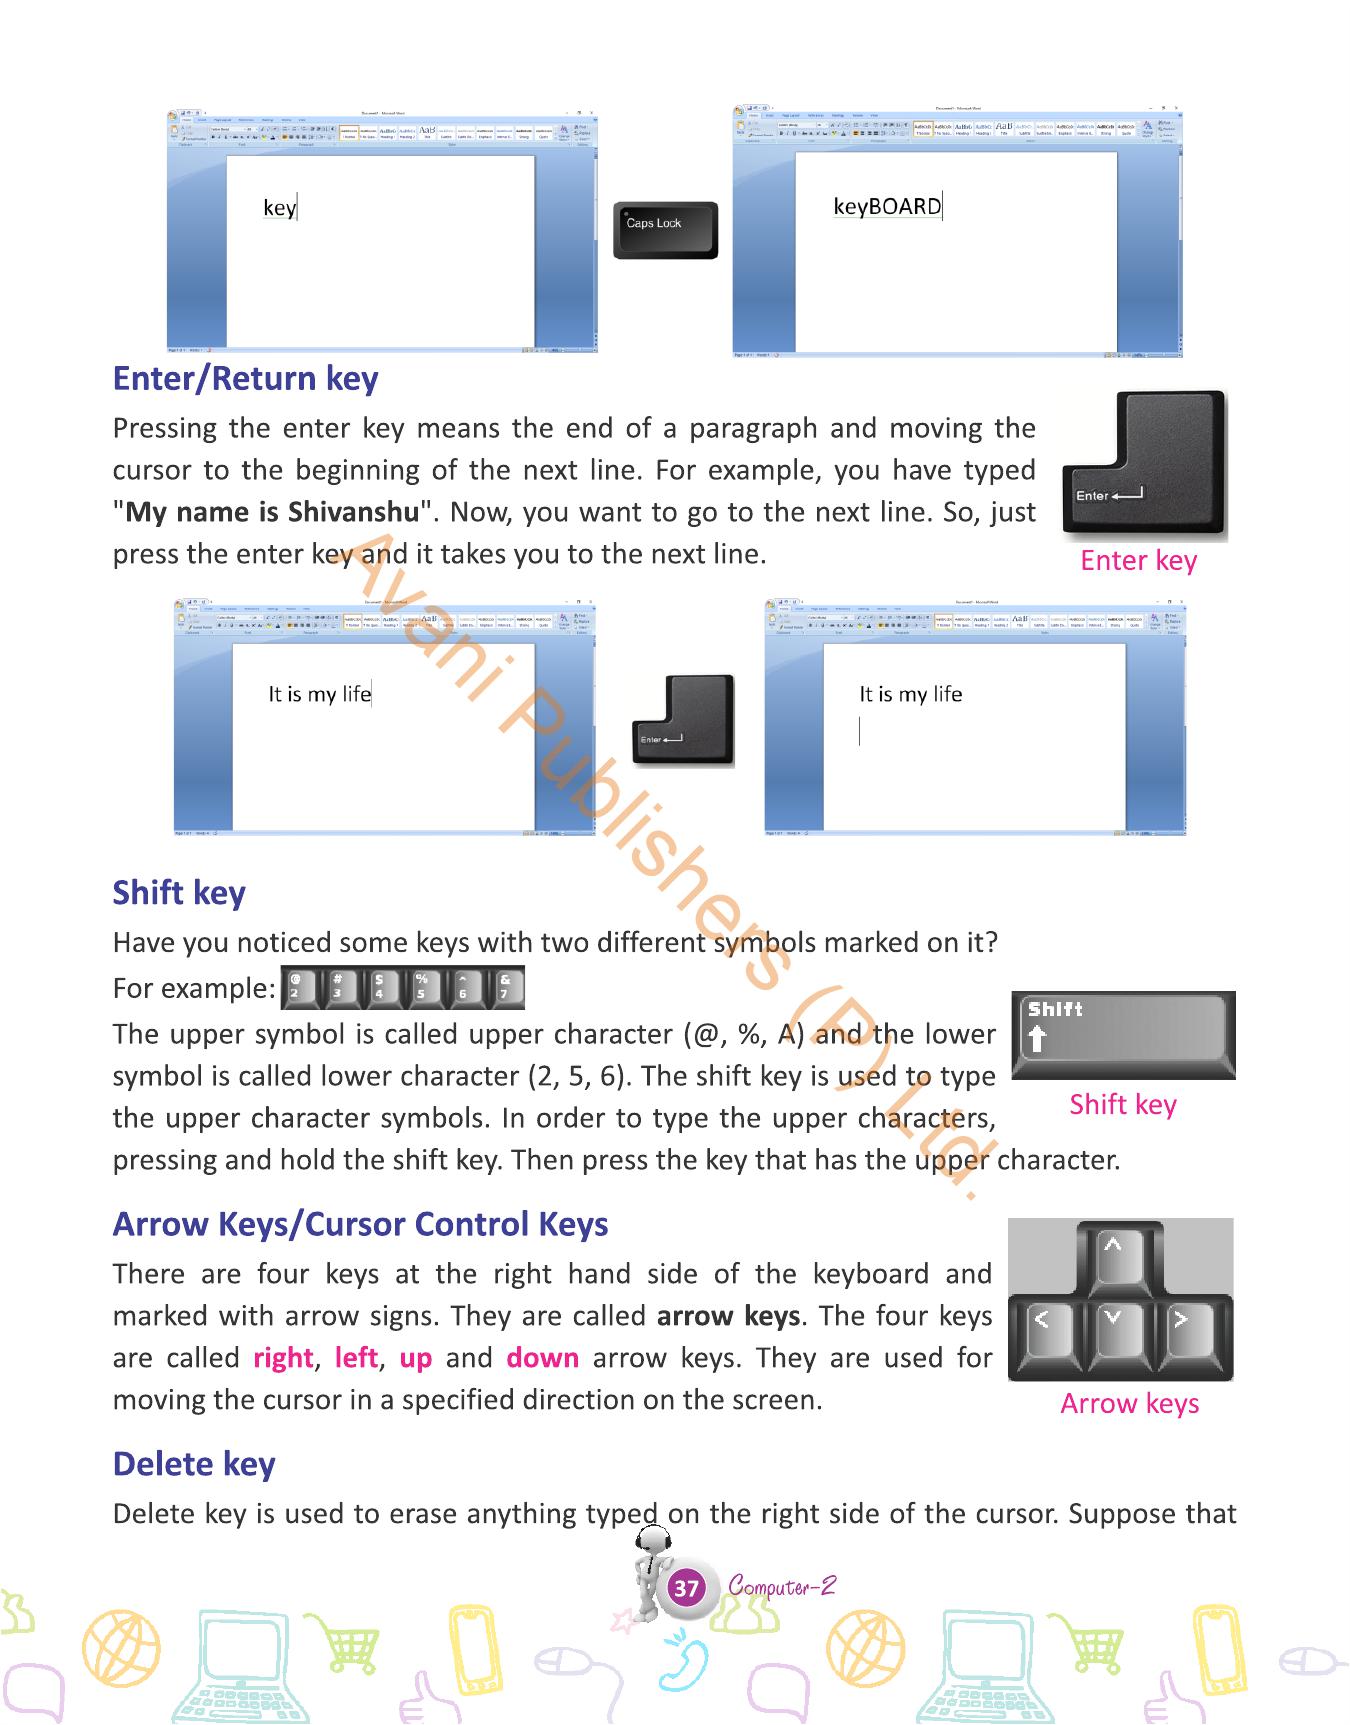 key
Caps Lock
keyBOARD
Enter/Return key
Pressing the enter key means the end of a paragraph and moving the
cursor to the beginning of the next line. For example, you have typed
"My name is Shivanshu". Now, you want to go to the next line. So, just
press the enter key and it takes you to the next line.
Enter
Enter key
It is my life
Enter
It is my life
Shift key
Have you noticed some keys with two different symbols marked on it?
For example: @ 2 # 3 $ 4 % 5 ^ 6 & 7
The upper symbol is called upper character (@, %, A) and the lower
symbol is called lower character (2, 5, 6). The shift key is used to type
the upper character symbols. In order to type the upper characters,
pressing and hold the shift key. Then press the key that has the upper character.
Shift
Shift key
Arrow Keys/Cursor Control Keys
There are four keys at the right hand side of the keyboard and
marked with arrow signs. They are called arrow keys. The four keys
are called right, left, up and down arrow keys. They are used for
moving the cursor in a specified direction on the screen.
Arrow keys
Delete key
Delete key is used to erase anything typed on the right side of the cursor. Suppose that
37 Computer-2
Avani Publishers (P) Ltd.